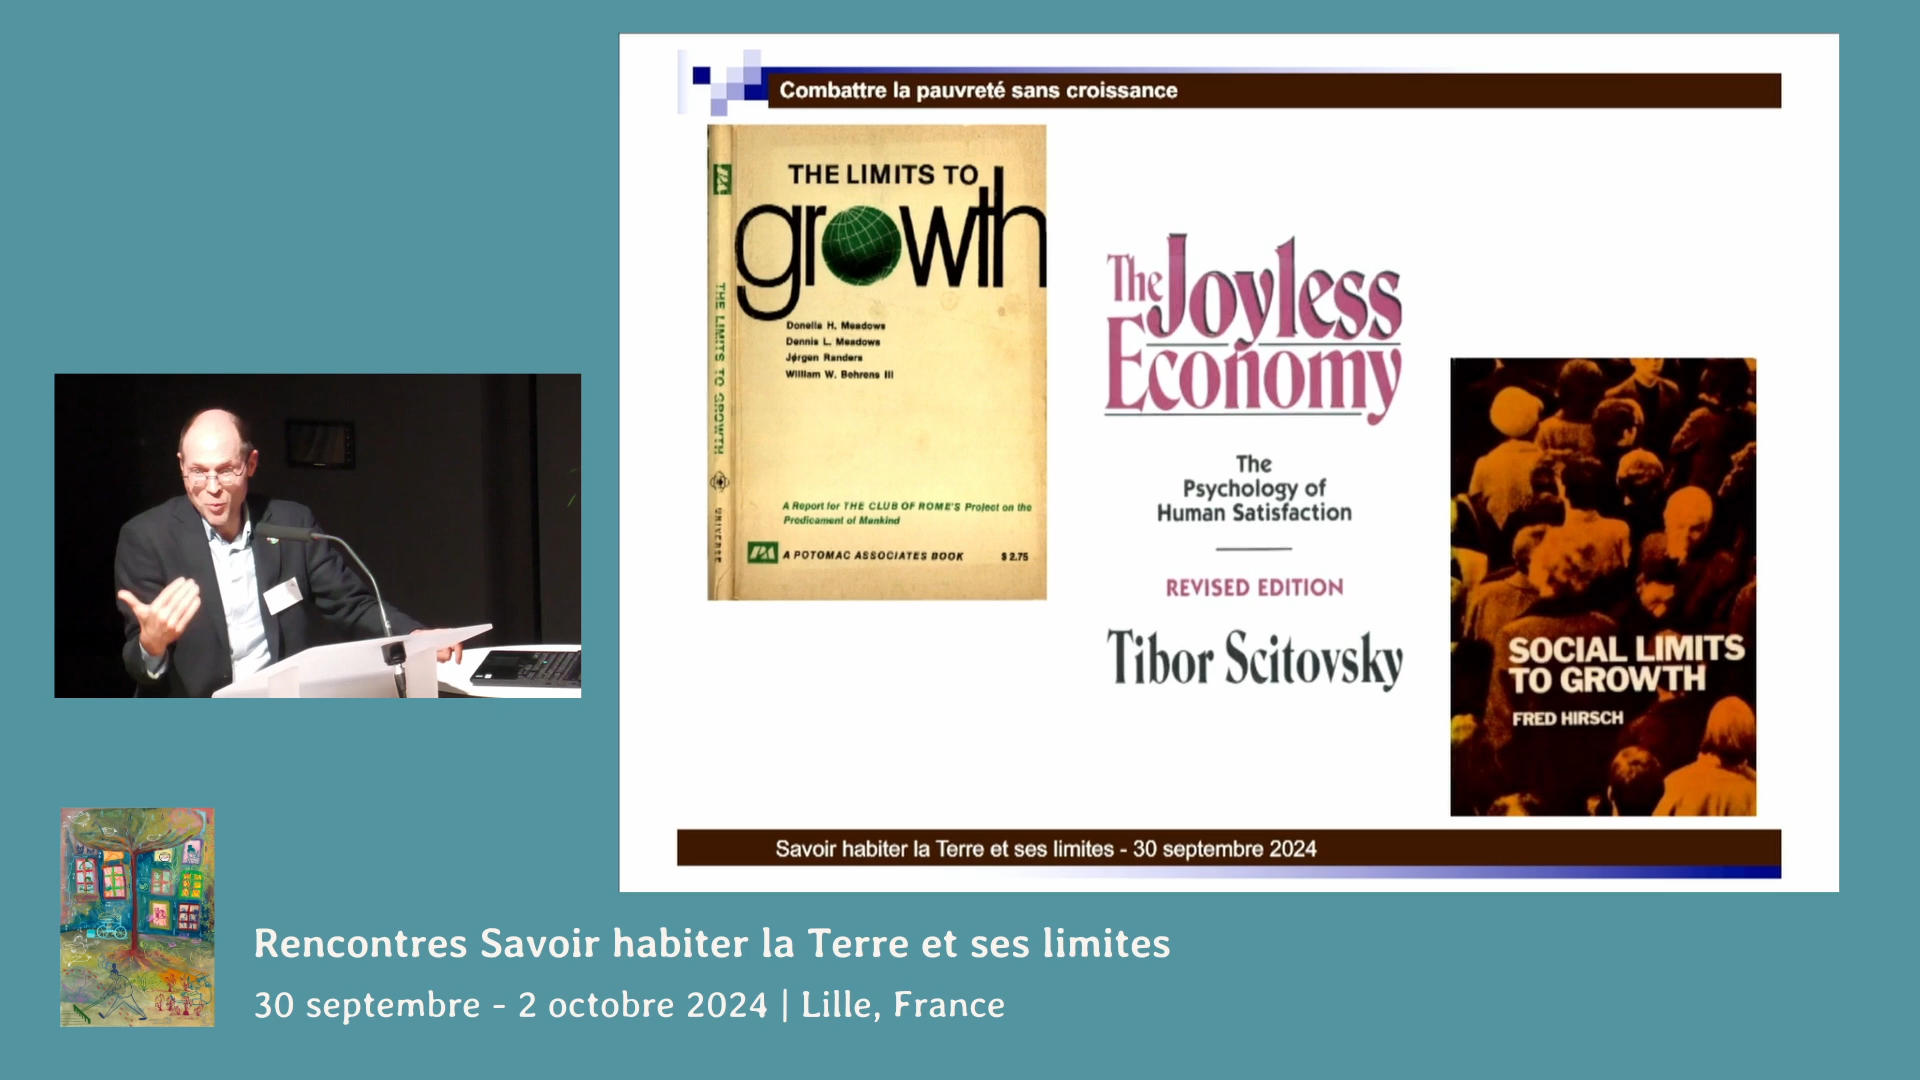 Combattre la pauvreté sans croissance
THE LIMITS TO
growth
Donella H. Meadows
Dennis L. Meadows
Jørgen Randers
William W. Behrens III
A Report for THE CLUB OF ROME'S Project on the
Predicament of Mankind
PA A POTOMAC ASSOCIATES BOOK $2.75
THE LIMITS TO GROWTH
UNIVERSE
The Joyless
Economy
The
Psychology of
Human Satisfaction
REVISED EDITION
Tibor Scitovsky
SOCIAL LIMITS
TO GROWTH
FRED HIRSCH
Savoir habiter la Terre et ses limites - 30 septembre 2024
Rencontres Savoir habiter la Terre et ses limites
30 septembre - 2 octobre 2024 | Lille, France